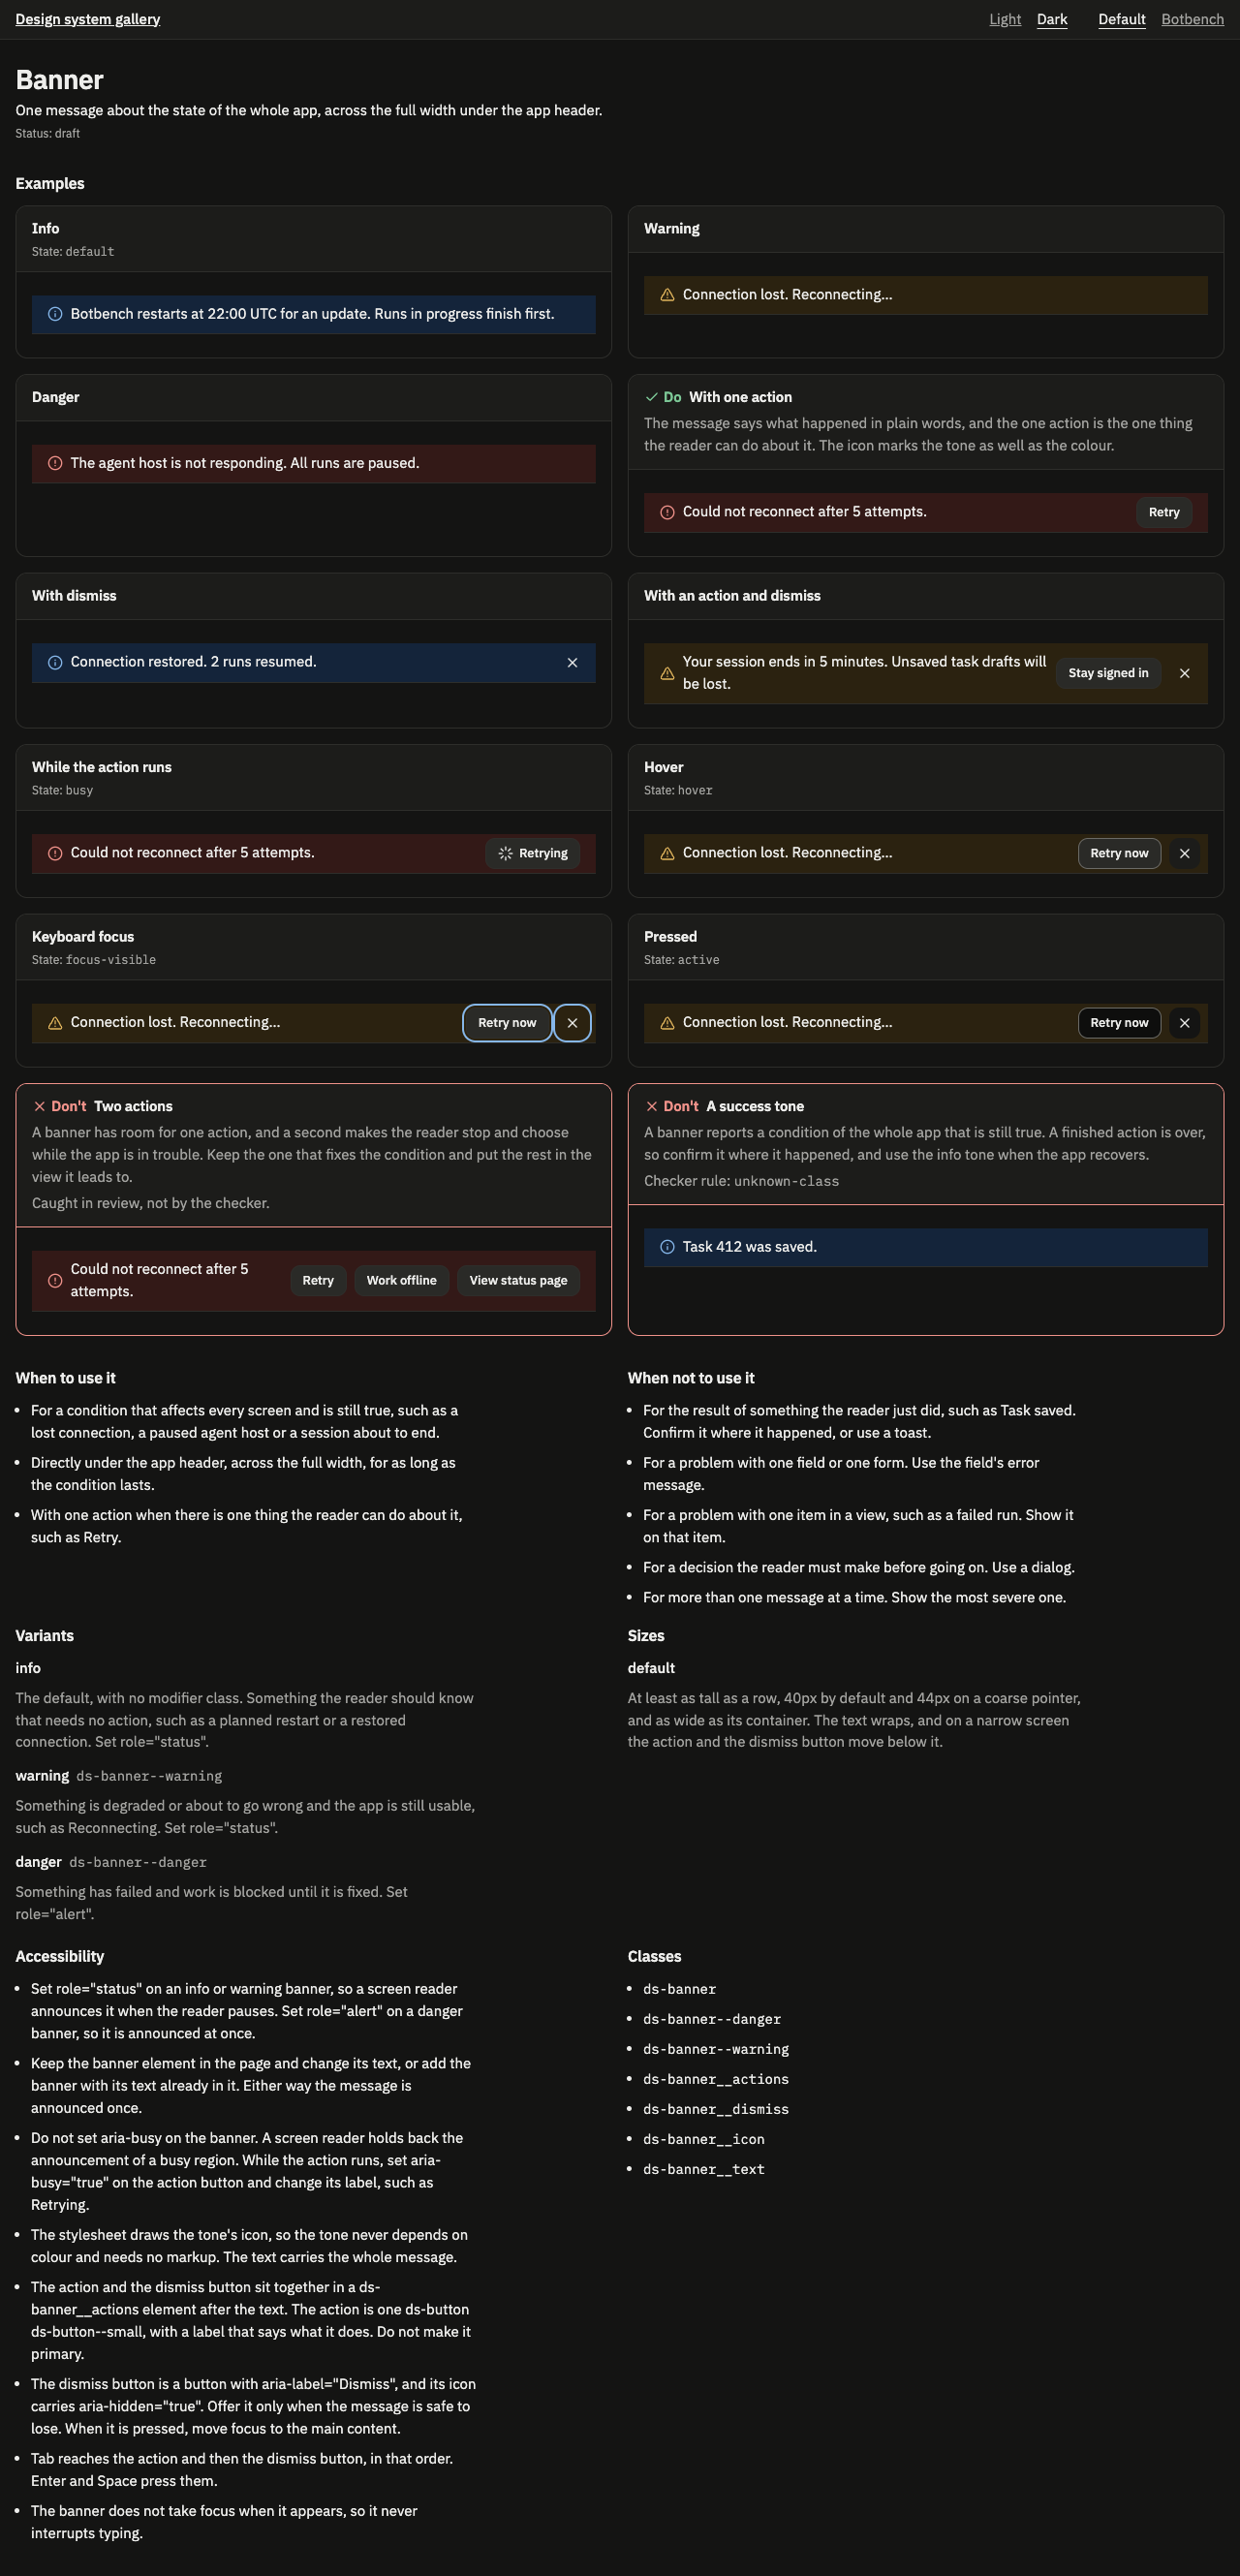 Design system gallery
Light Dark Default Botbench
Banner
One message about the state of the whole app, across the full width under the app header.
Status: draft
Examples
Info
State: default
Botbench restarts at 22:00 UTC for an update. Runs in progress finish first.
Warning
Connection lost. Reconnecting...
Danger
The agent host is not responding. All runs are paused.
Do With one action
The message says what happened in plain words, and the one action is the one thing
the reader can do about it. The icon marks the tone as well as the colour.
Could not reconnect after 5 attempts.
Retry
With dismiss
Connection restored. 2 runs resumed.
With an action and dismiss
Your session ends in 5 minutes. Unsaved task drafts will
be lost.
Stay signed in
While the action runs
State: busy
Could not reconnect after 5 attempts.
Retrying
Hover
State: hover
Connection lost. Reconnecting...
Retry now
Keyboard focus
State: focus-visible
Connection lost. Reconnecting...
Retry now
Pressed
State: active
Connection lost. Reconnecting...
Retry now
Don't Two actions
A banner has room for one action, and a second makes the reader stop and choose
while the app is in trouble. Keep the one that fixes the condition and put the rest in the
view it leads to.
Caught in review, not by the checker.
Could not reconnect after 5
attempts.
Retry
Work offline
View status page
Don't A success tone
A banner reports a condition of the whole app that is still true. A finished action is over,
so confirm it where it happened, and use the info tone when the app recovers.
Checker rule: unknown-class
Task 412 was saved.
When to use it
• For a condition that affects every screen and is still true, such as a
lost connection, a paused agent host or a session about to end.
• Directly under the app header, across the full width, for as long as
the condition lasts.
• With one action when there is one thing the reader can do about it,
such as Retry.
When not to use it
• For the result of something the reader just did, such as Task saved.
Confirm it where it happened, or use a toast.
• For a problem with one field or one form. Use the field's error
message.
• For a problem with one item in a view, such as a failed run. Show it
on that item.
• For a decision the reader must make before going on. Use a dialog.
• For more than one message at a time. Show the most severe one.
Variants
info
The default, with no modifier class. Something the reader should know
that needs no action, such as a planned restart or a restored
connection. Set role="status".
warning ds-banner--warning
Something is degraded or about to go wrong and the app is still usable,
such as Reconnecting. Set role="status".
danger ds-banner--danger
Something has failed and work is blocked until it is fixed. Set
role="alert".
Sizes
default
At least as tall as a row, 40px by default and 44px on a coarse pointer,
and as wide as its container. The text wraps, and on a narrow screen
the action and the dismiss button move below it.
Accessibility
• Set role="status" on an info or warning banner, so a screen reader
announces it when the reader pauses. Set role="alert" on a danger
banner, so it is announced at once.
• Keep the banner element in the page and change its text, or add the
banner with its text already in it. Either way the message is
announced once.
• Do not set aria-busy on the banner. A screen reader holds back the
announcement of a busy region. While the action runs, set aria-
busy="true" on the action button and change its label, such as
Retrying.
• The stylesheet draws the tone's icon, so the tone never depends on
colour and needs no markup. The text carries the whole message.
• The action and the dismiss button sit together in a ds-
banner__actions element after the text. The action is one ds-button
ds-button--small, with a label that says what it does. Do not make it
primary.
• The dismiss button is a button with aria-label="Dismiss", and its icon
carries aria-hidden="true". Offer it only when the message is safe to
lose. When it is pressed, move focus to the main content.
• Tab reaches the action and then the dismiss button, in that order.
Enter and Space press them.
• The banner does not take focus when it appears, so it never
interrupts typing.
Classes
• ds-banner
• ds-banner--danger
• ds-banner--warning
• ds-banner__actions
• ds-banner__dismiss
• ds-banner__icon
• ds-banner__text